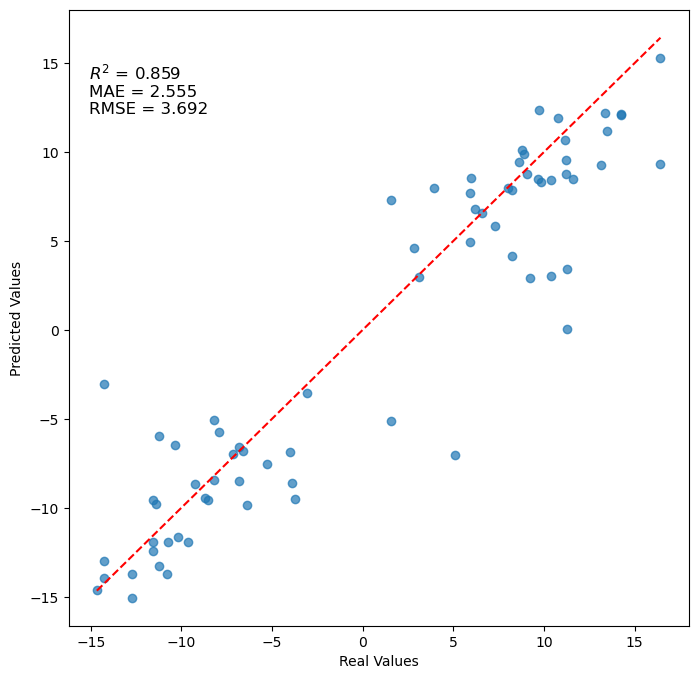 R² = 0.859
MAE = 2.555
RMSE = 3.692
15
10
5
0
−5
−10
−15
Predicted Values
−15 −10 −5 0 5 10 15
Real Values